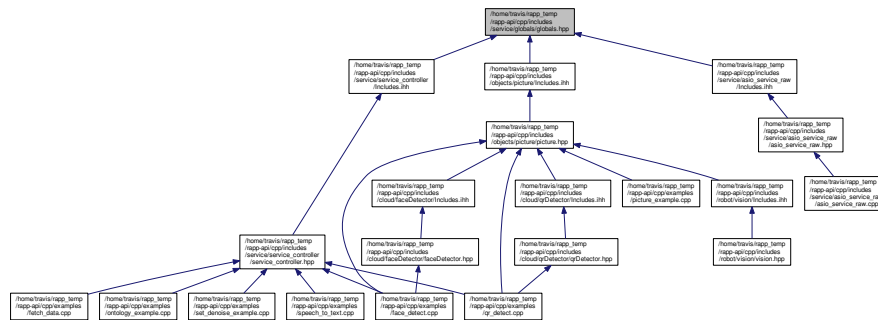 /home/travis/rapp_temp
/rapp-api/cpp/includes
/service/globals/globals.hpp
/home/travis/rapp_temp
/rapp-api/cpp/includes
/service/service_controller
/Includes.ihh
/home/travis/rapp_temp
/rapp-api/cpp/includes
/objects/picture/Includes.ihh
/home/travis/rapp_temp
/rapp-api/cpp/includes
/service/asio_service_raw
/Includes.ihh
/home/travis/rapp_temp
/rapp-api/cpp/includes
/objects/picture/picture.hpp
/home/travis/rapp_temp
/rapp-api/cpp/includes
/service/asio_service_raw
/asio_service_raw.hpp
/home/travis/rapp_temp
/rapp-api/cpp/includes
/cloud/faceDetector/Includes.ihh
/home/travis/rapp_temp
/rapp-api/cpp/includes
/cloud/qrDetector/Includes.ihh
/home/travis/rapp_temp
/rapp-api/cpp/examples
/picture_example.cpp
/home/travis/rapp_temp
/rapp-api/cpp/includes
/robot/vision/Includes.ihh
/home/travis/rapp_temp
/rapp-api/cpp/includes
/service/asio_service_raw
/asio_service_raw.cpp
/home/travis/rapp_temp
/rapp-api/cpp/includes
/service/service_controller
/service_controller.hpp
/home/travis/rapp_temp
/rapp-api/cpp/includes
/cloud/faceDetector/faceDetector.hpp
/home/travis/rapp_temp
/rapp-api/cpp/includes
/cloud/qrDetector/qrDetector.hpp
/home/travis/rapp_temp
/rapp-api/cpp/includes
/robot/vision/vision.hpp
/home/travis/rapp_temp
/rapp-api/cpp/examples
/fetch_data.cpp
/home/travis/rapp_temp
/rapp-api/cpp/examples
/ontology_example.cpp
/home/travis/rapp_temp
/rapp-api/cpp/examples
/set_denoise_example.cpp
/home/travis/rapp_temp
/rapp-api/cpp/examples
/speech_to_text.cpp
/home/travis/rapp_temp
/rapp-api/cpp/examples
/face_detect.cpp
/home/travis/rapp_temp
/rapp-api/cpp/examples
/qr_detect.cpp